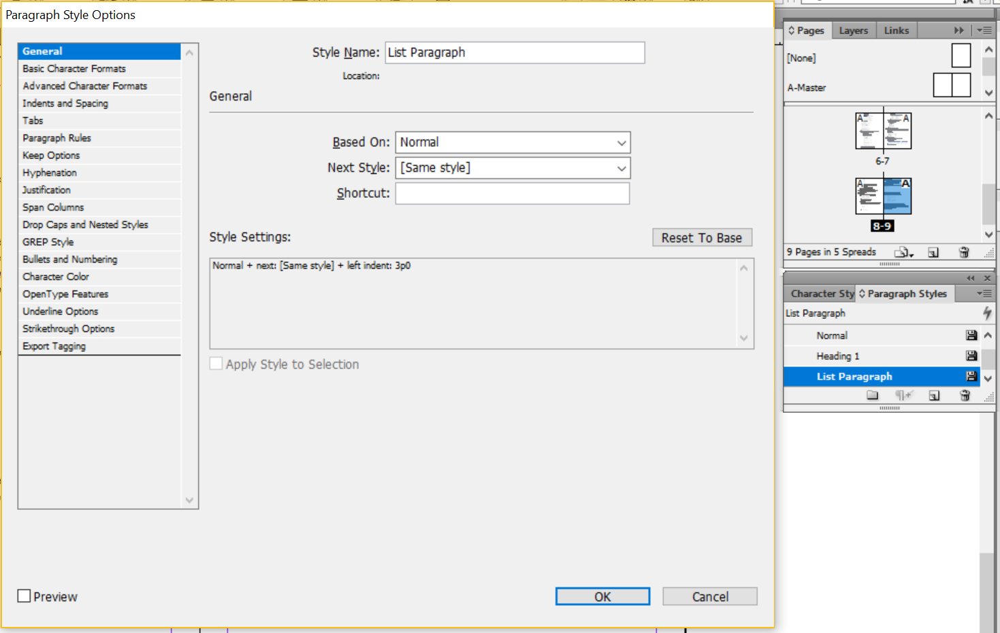 Paragraph Style Options
General
Basic Character Formats
Advanced Character Formats
Indents and Spacing
Tabs
Paragraph Rules
Keep Options
Hyphenation
Justification
Span Columns
Drop Caps and Nested Styles
GREP Style
Bullets and Numbering
Character Color
OpenType Features
Underline Options
Strikethrough Options
Export Tagging
Style Name: List Paragraph
Location:
General
Based On: Normal
Next Style: [Same style]
Shortcut:
Style Settings:
Reset To Base
Normal + next: [Same style] + left indent: 3p0
Apply Style to Selection
Preview
OK
Cancel
Pages Layers Links
[None]
A-Master
A A
6-7
A A
8-9
9 Pages in 5 Spreads
Character Sty Paragraph Styles
List Paragraph
Normal
Heading 1
List Paragraph